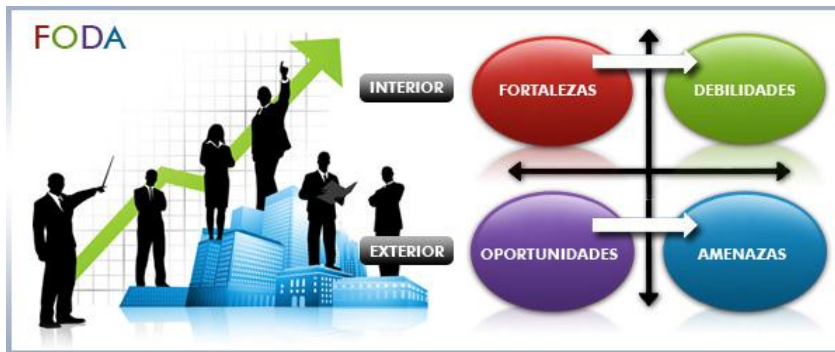 FODA
INTERIOR
FORTALEZAS
DEBILIDADES
EXTERIOR
OPORTUNIDADES
AMENAZAS